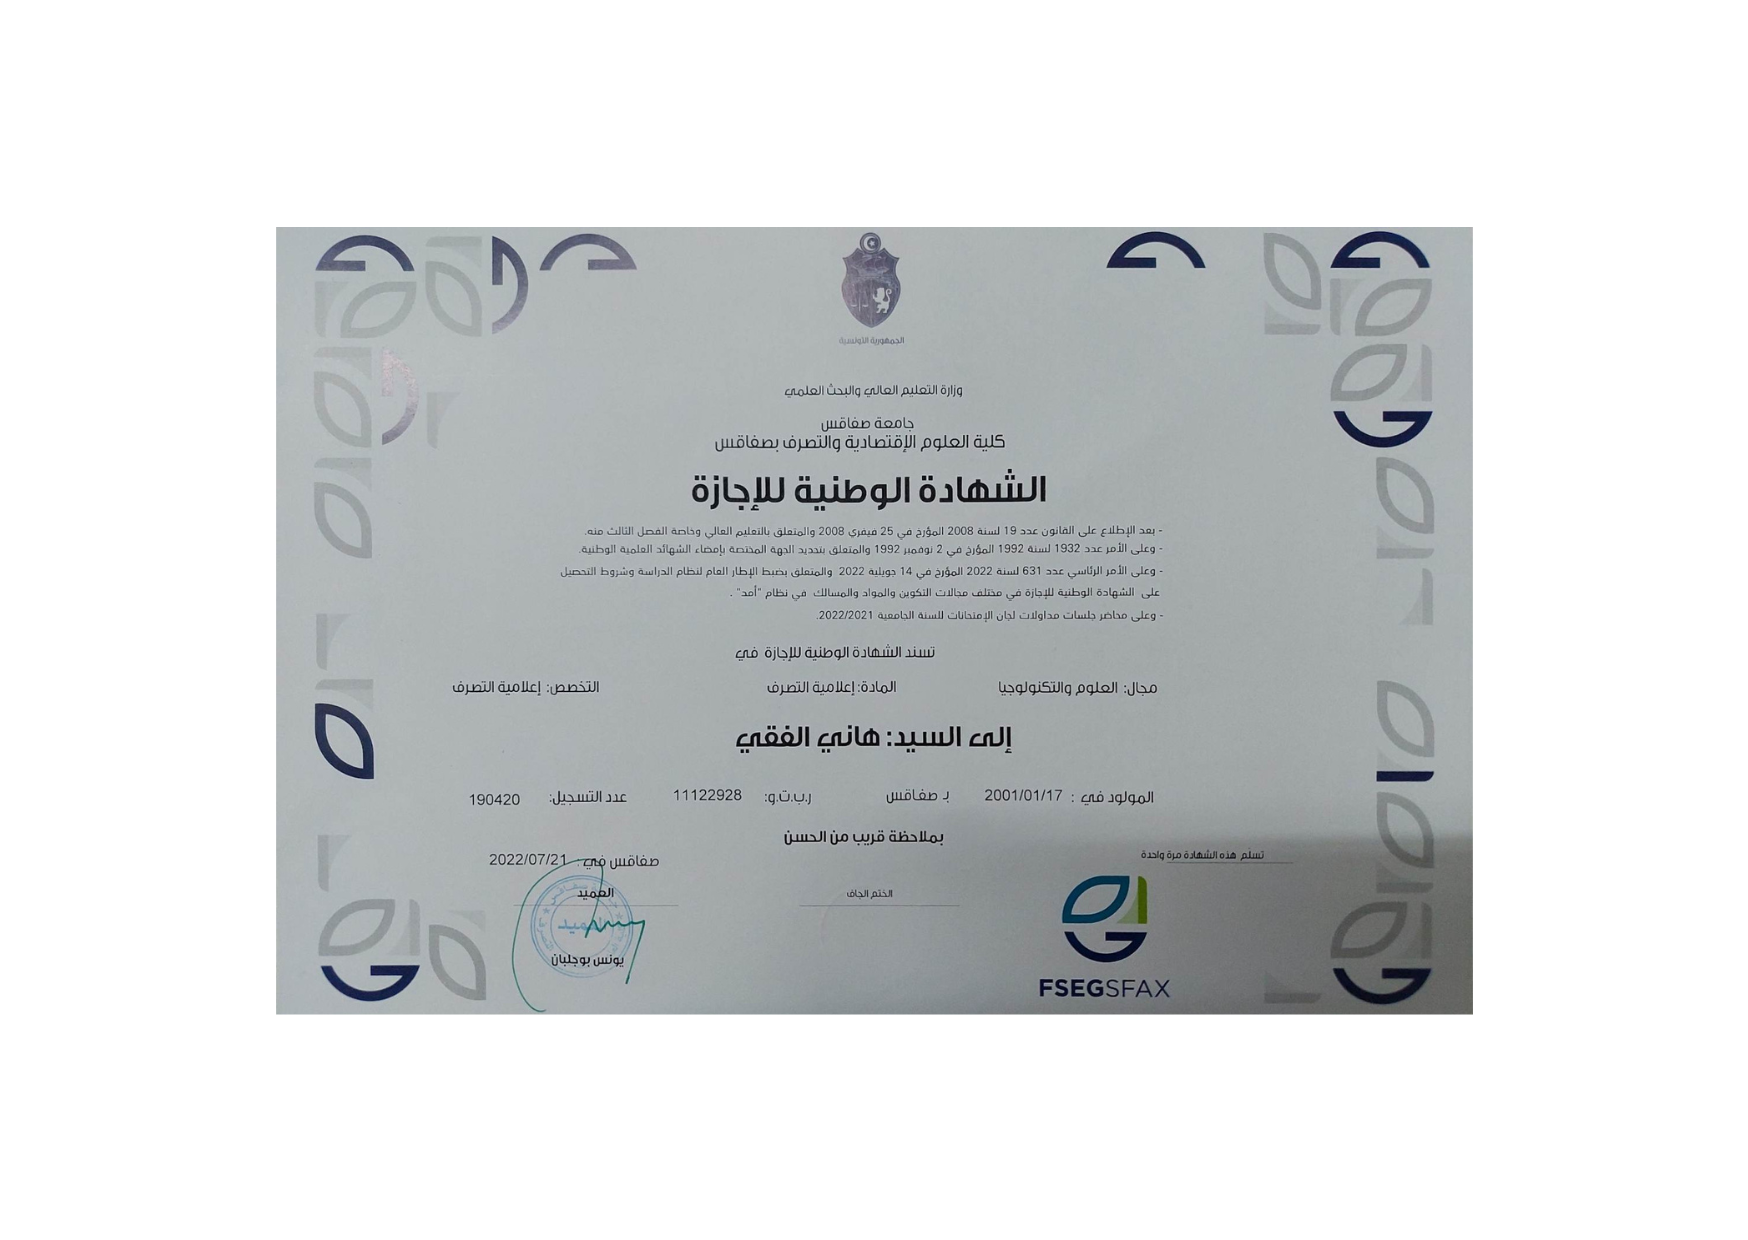 الجمهورية التونسية
وزارة التعليم العالي والبحث العلمي
جامعة صفاقس
كلية العلوم الإقتصادية والتصرف بصفاقس
الشهادة الوطنية للإجازة
- بعد الإطلاع على القانون عدد 19 لسنة 2008 المؤرخ في 25 فيفري 2008 والمتعلق بالتعليم العالي وخاصة الفصل الثالث منه.
- وعلى الأمر عدد 1932 لسنة 1992 المؤرخ في 2 نوفمبر 1992 والمتعلق بتحديد الجهة المختصة بإمضاء الشهائد العلمية الوطنية.
- وعلى الأمر الرئاسي عدد 631 لسنة 2022 المؤرخ في 14 جويلية 2022 والمتعلق بضبط الإطار العام لنظام الدراسة وشروط التحصيل
على الشهادة الوطنية للإجازة في مختلف مجالات التكوين والمواد والمسالك في نظام "أمد" .
- وعلى محاضر جلسات مداولات لجان الإمتحانات للسنة الجامعية 2022/2021.
تسند الشهادة الوطنية للإجازة في
مجال: العلوم والتكنولوجيا المادة: إعلامية التصرف التخصص: إعلامية التصرف
إلى السيد: هاني الفقي
المولود في : 2001/01/17 بـ صفاقس ر.ب.ت.و: 11122928 عدد التسجيل: 190420
بملاحظة قريب من الحسن
تسلم هذه الشهادة مرة واحدة
صفاقس في : 2022/07/21
العميد
الختم الجاف
العميد
يونس بوجلبان
FSEGSFAX